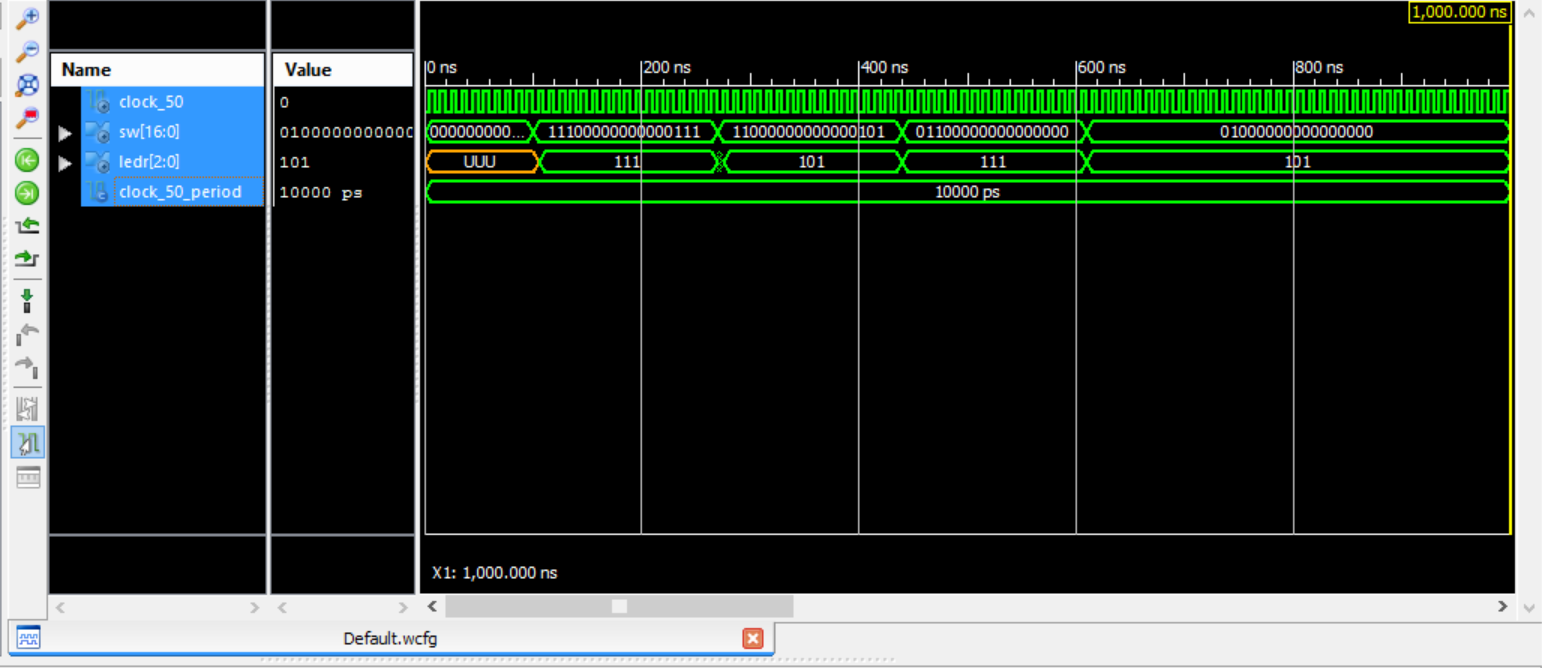 1,000.000 ns
Name Value 0 ns 200 ns 400 ns 600 ns 800 ns
clock_50 0
sw[16:0] 0100000000000C 000000000... 11100000000000111 11000000000000101 01100000000000000 01000000000000000
ledr[2:0] 101 UUU 111 101 111 101
clock_50_period 10000 ps 10000 ps
X1: 1,000.000 ns
Default.wcfg